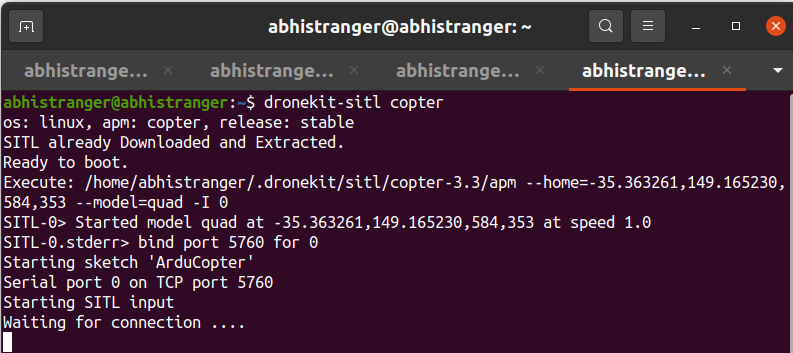 abhistranger@abhistranger: ~
abhistrange...
abhistrange...
abhistrange...
abhistrange...
abhistranger@abhistranger:~$ dronekit-sitl copter
os: linux, apm: copter, release: stable
SITL already Downloaded and Extracted.
Ready to boot.
Execute: /home/abhistranger/.dronekit/sitl/copter-3.3/apm --home=-35.363261,149.165230,
584,353 --model=quad -I 0
SITL-0> Started model quad at -35.363261,149.165230,584,353 at speed 1.0
SITL-0.stderr> bind port 5760 for 0
Starting sketch 'ArduCopter'
Serial port 0 on TCP port 5760
Starting SITL input
Waiting for connection ....